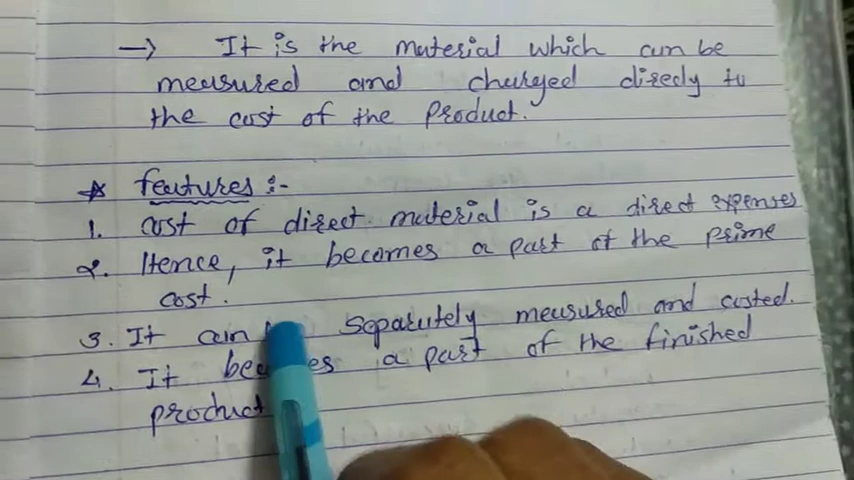 → It is the material which can be
measured and charged direcly to
the cost of the product.
* features :-
1. cost of direct material is a direct expenses
2. Hence, it becomes a part of the prime
cost.
3. It can separately measured and costed.
4. It becomes a part of the finished
product